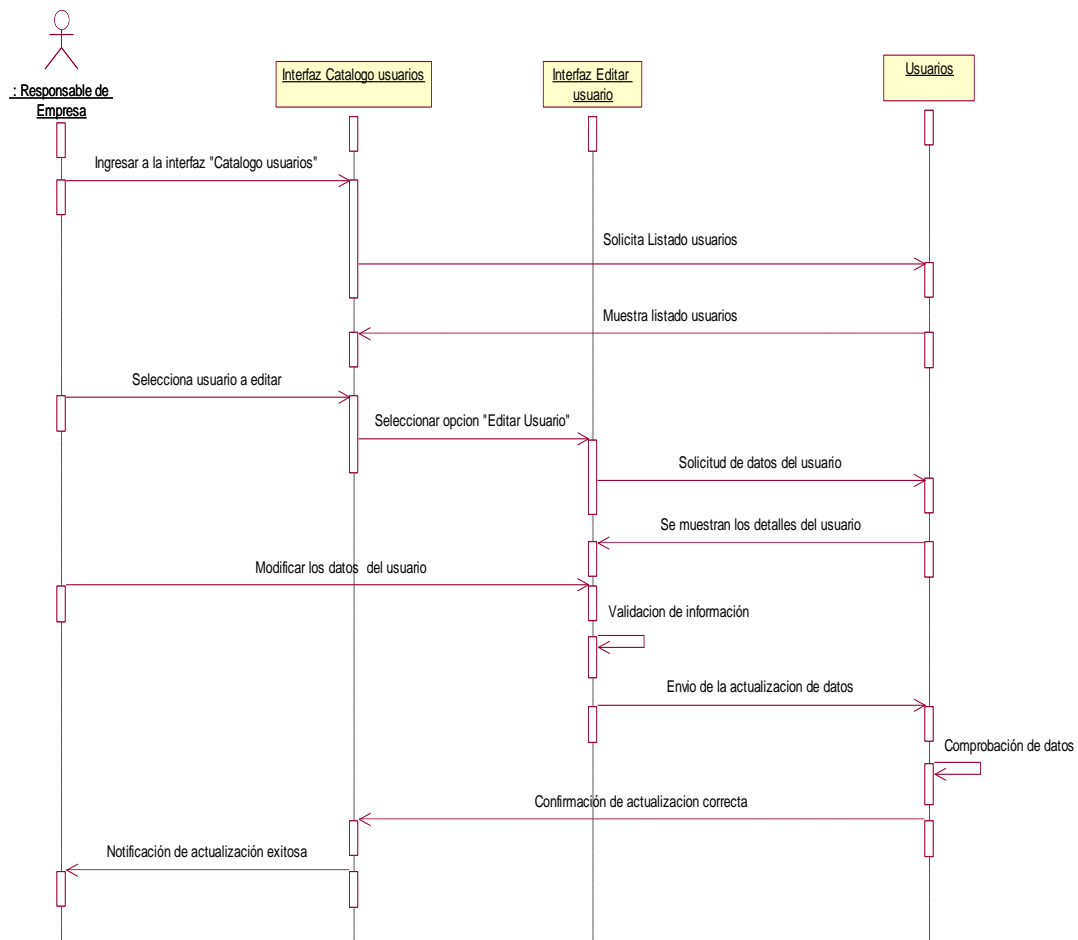 : Responsable de
Empresa
Interfaz Catalogo usuarios
Interfaz Editar
usuario
Usuarios
Ingresar a la interfaz "Catalogo usuarios"
Solicita Listado usuarios
Muestra listado usuarios
Selecciona usuario a editar
Seleccionar opcion "Editar Usuario"
Solicitud de datos del usuario
Se muestran los detalles del usuario
Modificar los datos del usuario
Validacion de información
Envio de la actualizacion de datos
Comprobación de datos
Confirmación de actualizacion correcta
Notificación de actualización exitosa